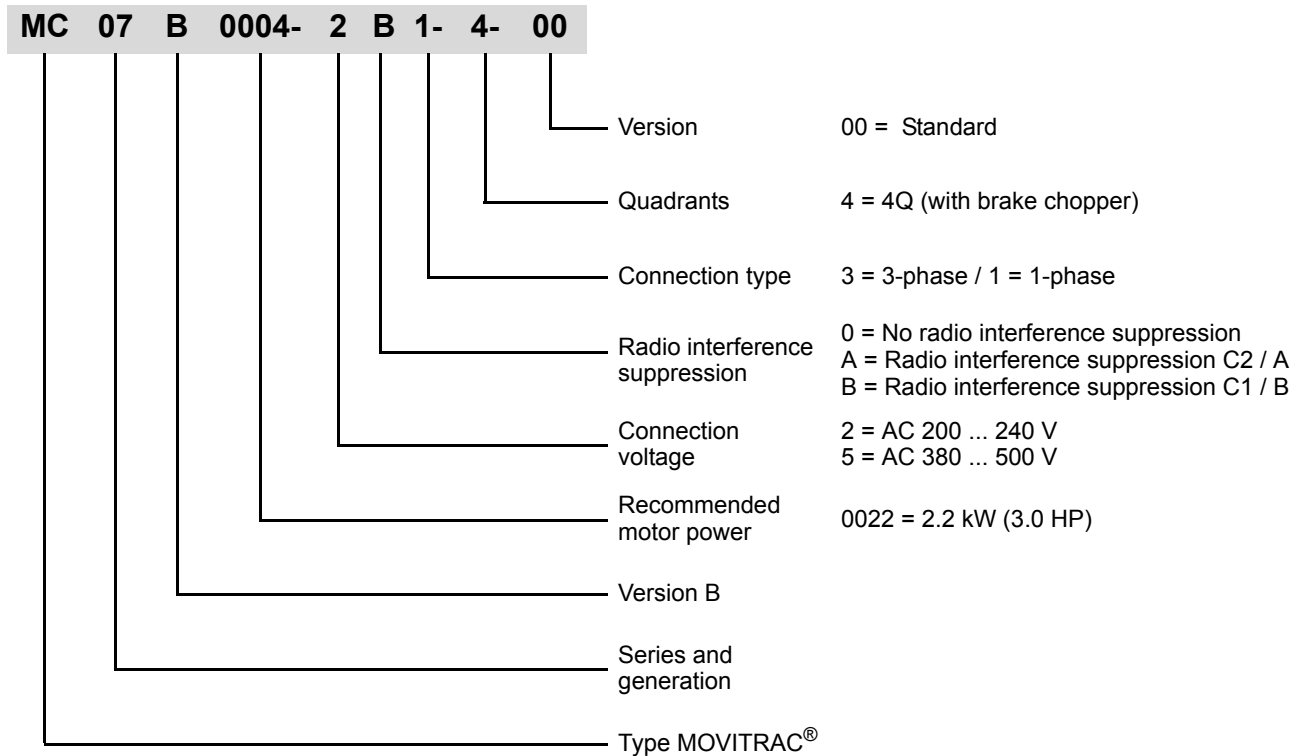 MC 07 B 0004- 2 B 1- 4- 00
Version 00 = Standard
Quadrants 4 = 4Q (with brake chopper)
Connection type 3 = 3-phase / 1 = 1-phase
Radio interference
suppression
0 = No radio interference suppression
A = Radio interference suppression C2 / A
B = Radio interference suppression C1 / B
Connection
voltage
2 = AC 200 ... 240 V
5 = AC 380 ... 500 V
Recommended
motor power
0022 = 2.2 kW (3.0 HP)
Version B
Series and
generation
Type MOVITRAC®